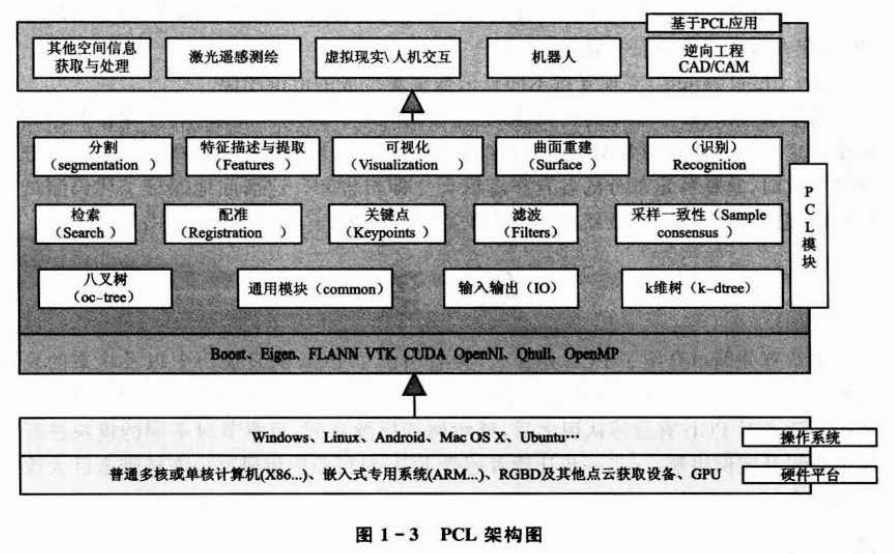 基于PCL应用
其他空间信息
获取与处理
激光遥感测绘
虚拟现实\人机交互
机器人
逆向工程
CAD/CAM
分割
(segmentation )
特征描述与提取
(Features )
可视化
(Visualization )
曲面重建
(Surface )
(识别)
Recognition
检索
(Search )
配准
(Registration )
关键点
(Keypoints )
滤波
(Filters )
采样一致性 (Sample
consensus )
PCL模块
八叉树
(oc-tree)
通用模块 (common)
输入输出 (IO)
k维树 (k-dtree)
Boost、Eigen、FLANN VTK CUDA OpenNI、Qhull、OpenMP
Windows、Linux、Android、Mac OS X、Ubuntu…
操作系统
普通多核或单核计算机(X86...)、嵌入式专用系统(ARM...)、RGBD及其他点云获取设备、GPU
硬件平台
图 1-3 PCL 架构图